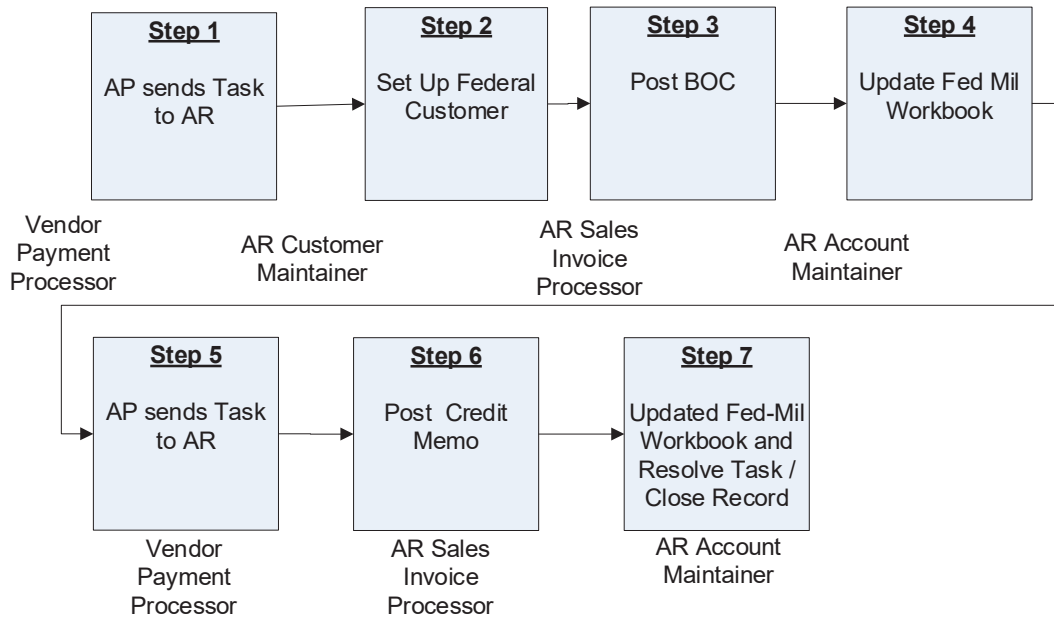 Step 1
AP sends Task
to AR
Step 2
Set Up Federal
Customer
Step 3
Post BOC
Step 4
Update Fed Mil
Workbook
Vendor
Payment
Processor
AR Customer
Maintainer
AR Sales
Invoice
Processor
AR Account
Maintainer
Step 5
AP sends Task
to AR
Step 6
Post Credit
Memo
Step 7
Updated Fed-Mil
Workbook and
Resolve Task /
Close Record
Vendor
Payment
Processor
AR Sales
Invoice
Processor
AR Account
Maintainer